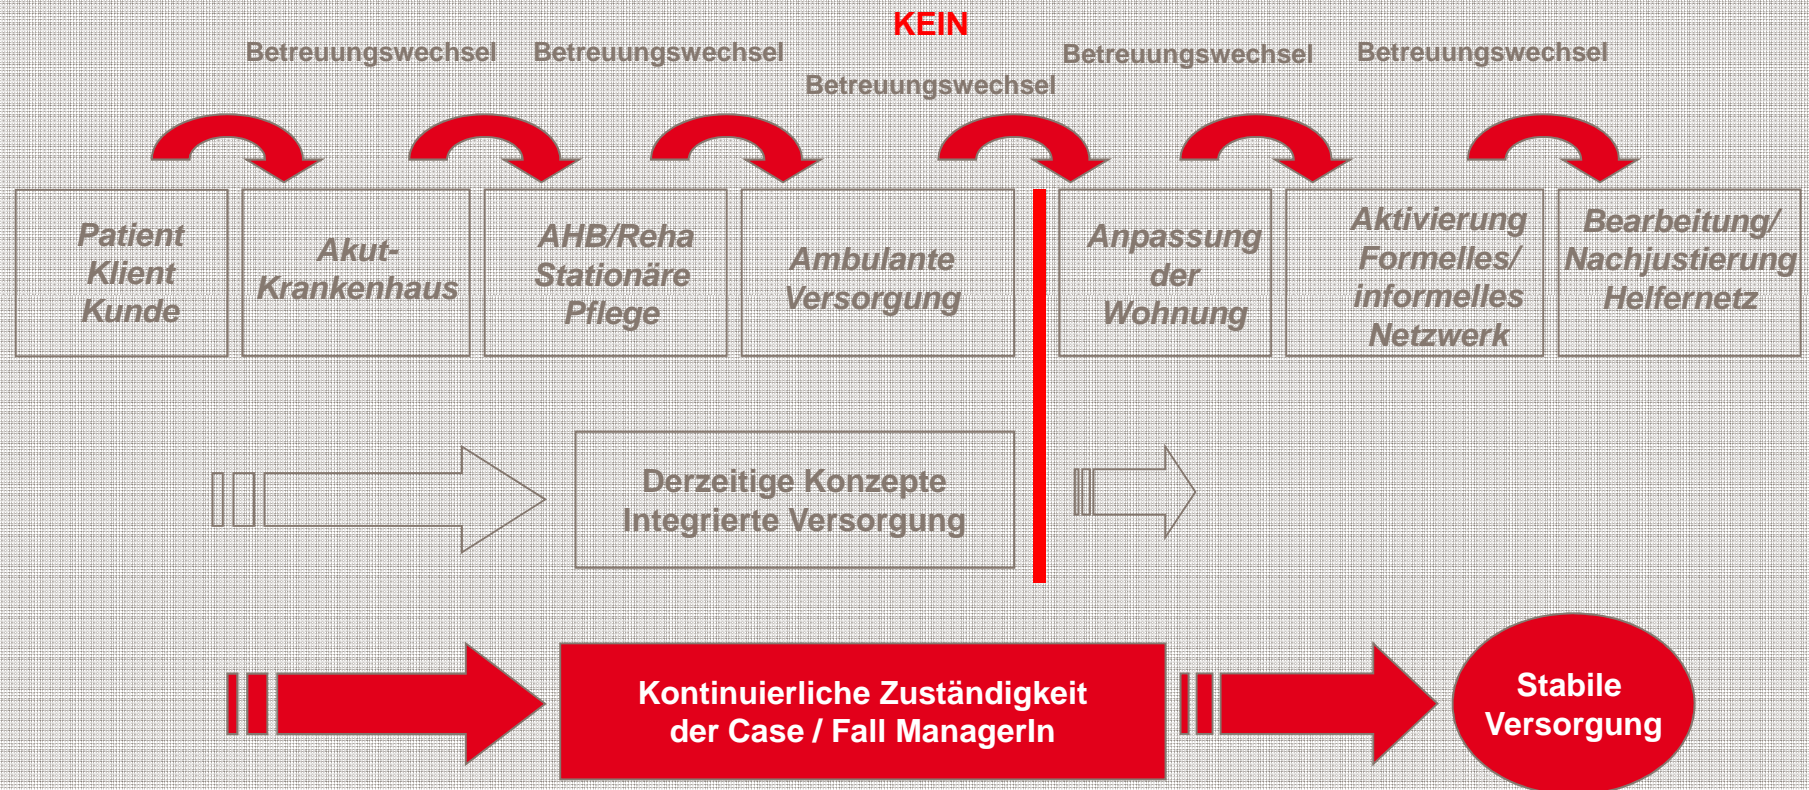 KEIN
Betreuungswechsel
Betreuungswechsel
Betreuungswechsel
Betreuungswechsel
Betreuungswechsel
Patient
Klient
Kunde
Akut-
Krankenhaus
AHB/Reha
Stationäre
Pflege
Ambulante
Versorgung
Anpassung
der
Wohnung
Aktivierung
Formelles/
informelles
Netzwerk
Bearbeitung/
Nachjustierung
Helfernetz
Derzeitige Konzepte
Integrierte Versorgung
Kontinuierliche Zuständigkeit
der Case / Fall ManagerIn
Stabile
Versorgung